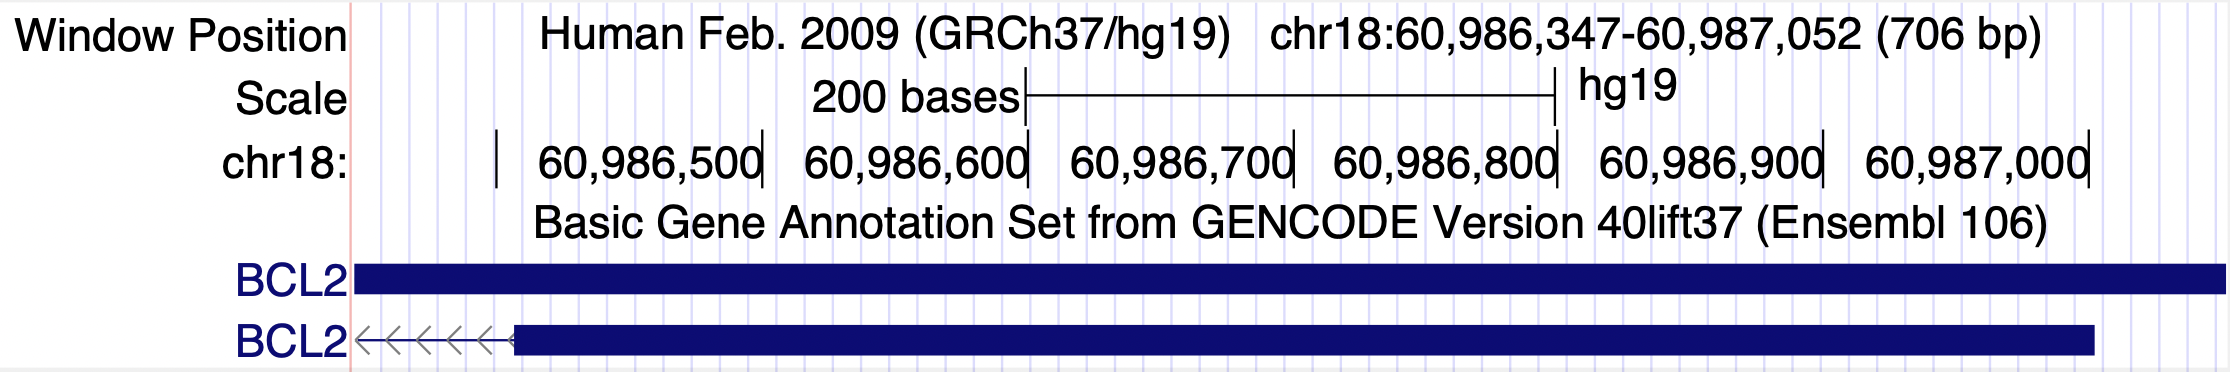 Window Position Human Feb. 2009 (GRCh37/hg19) chr18:60,986,347-60,987,052 (706 bp)
Scale 200 bases hg19
chr18: 60,986,500 60,986,600 60,986,700 60,986,800 60,986,900 60,987,000
Basic Gene Annotation Set from GENCODE Version 40lift37 (Ensembl 106)
BCL2
BCL2